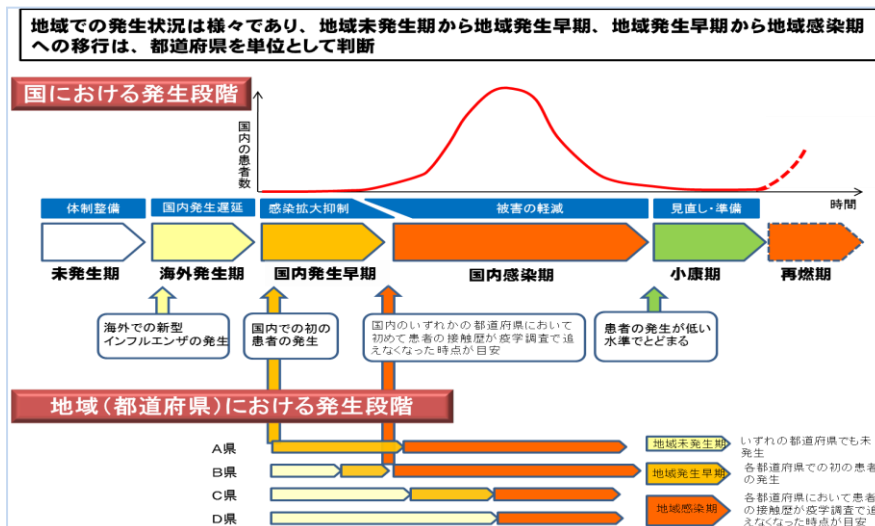 地域での発生状況は様々であり、地域未発生期から地域発生早期、地域発生早期から地域感染期
への移行は、都道府県を単位として判断
国における発生段階
国内の患者数
時間
体制整備
国内発生遅延
感染拡大抑制
被害の軽減
見直し・準備
未発生期
海外発生期
国内発生早期
国内感染期
小康期
再燃期
海外での新型
インフルエンザの発生
国内での初の
患者の発生
国内のいずれかの都道府県において
初めて患者の接触歴が疫学調査で追
えなくなった時点が目安
患者の発生が低い
水準でとどまる
地域(都道府県)における発生段階
A県
B県
C県
D県
地域未発生期
いずれの都道府県でも未
発生
地域発生早期
各都道府県での初の患者
の発生
地域感染期
各都道府県において患者
の接触歴が疫学調査で追
えなくなった時点が目安